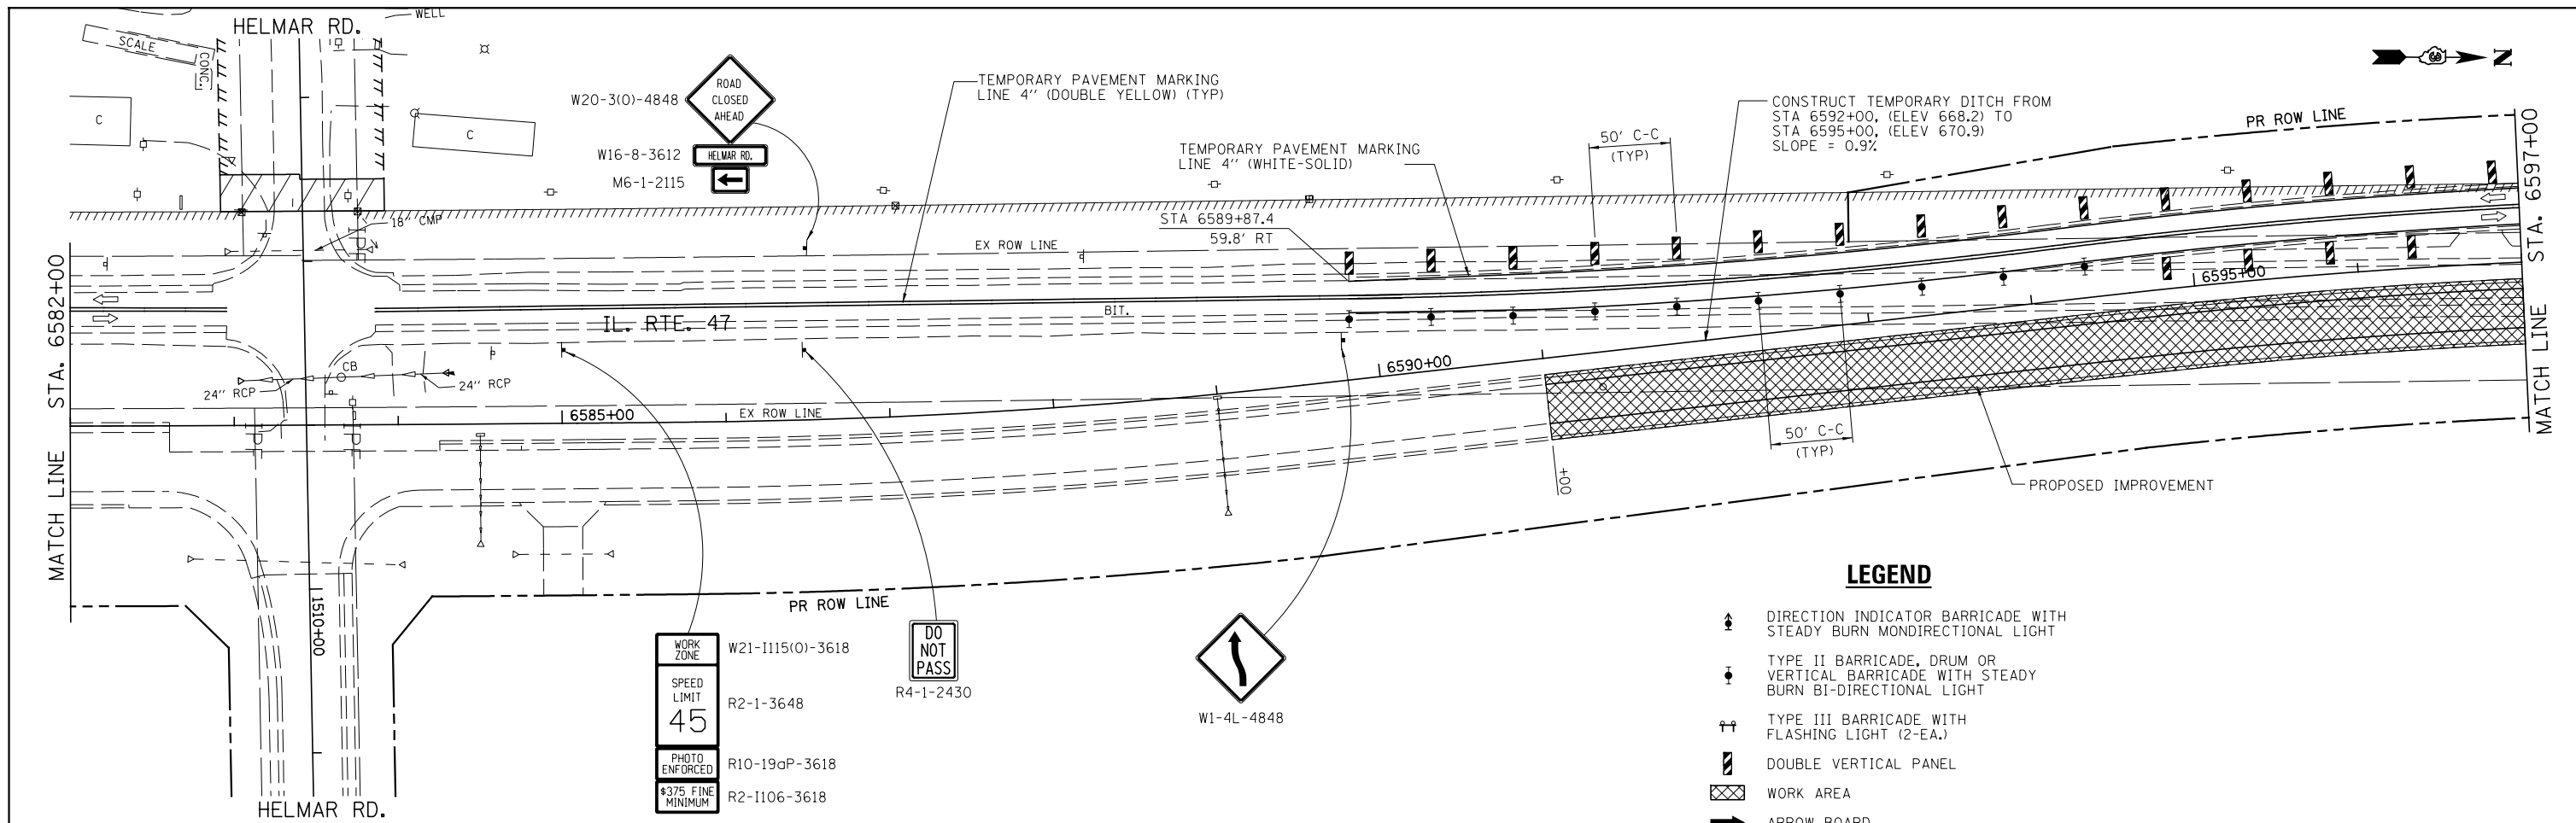 HELMAR RD.
WELL
SCALE
CONC.
C
C
ROAD
CLOSED
AHEAD
W20-3(O)-4848
HELMAR RD.
W16-8-3612
M6-1-2115
TEMPORARY PAVEMENT MARKING
LINE 4'' (DOUBLE YELLOW) (TYP)
TEMPORARY PAVEMENT MARKING
LINE 4'' (WHITE-SOLID)
50' C-C
(TYP)
CONSTRUCT TEMPORARY DITCH FROM
STA 6592+00, (ELEV 668.2) TO
STA 6595+00, (ELEV 670.9)
SLOPE = 0.9%
PR ROW LINE
N
MATCH LINE STA. 6597+00
STA 6589+87.4
59.8' RT
18" CMP
EX ROW LINE
MATCH LINE STA. 6582+00
IL. RTE. 47
BIT.
6595+00
6590+00
CB
24'' RCP
24'' RCP
6585+00
EX ROW LINE
50' C-C
(TYP)
+00
PROPOSED IMPROVEMENT
PR ROW LINE
1510+00
WORK
ZONE
W21-I115(O)-3618
SPEED
LIMIT
45
R2-1-3648
PHOTO
ENFORCED
R10-19aP-3618
$375 FINE
MINIMUM
R2-I106-3618
DO
NOT
PASS
R4-1-2430
W1-4L-4848
HELMAR RD.
LEGEND
DIRECTION INDICATOR BARRICADE WITH
STEADY BURN MONDIRECTIONAL LIGHT
TYPE II BARRICADE, DRUM OR
VERTICAL BARRICADE WITH STEADY
BURN BI-DIRECTIONAL LIGHT
TYPE III BARRICADE WITH
FLASHING LIGHT (2-EA.)
DOUBLE VERTICAL PANEL
WORK AREA
ARROW BOARD